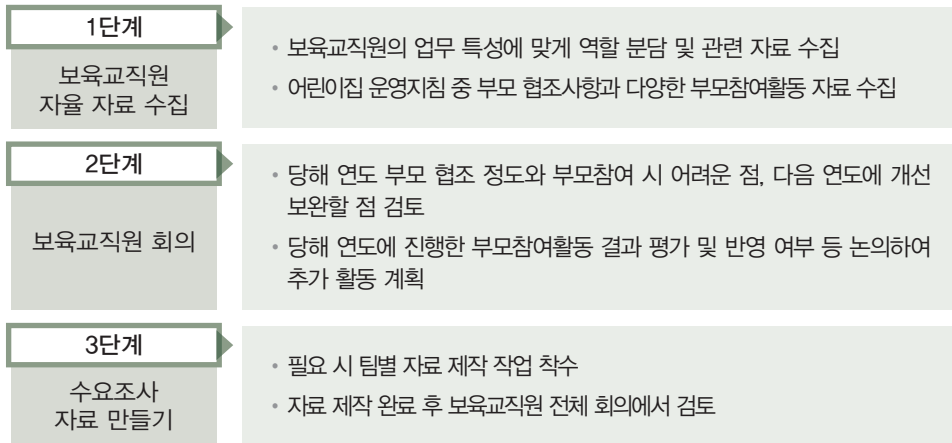 1단계
보육교직원
자율 자료 수집
• 보육교직원의 업무 특성에 맞게 역할 분담 및 관련 자료 수집
• 어린이집 운영지침 중 부모 협조사항과 다양한 부모참여활동 자료 수집
2단계
보육교직원 회의
• 당해 연도 부모 협조 정도와 부모참여 시 어려운 점, 다음 연도에 개선
보완할 점 검토
• 당해 연도에 진행한 부모참여활동 결과 평가 및 반영 여부 등 논의하여
추가 활동 계획
3단계
수요조사
자료 만들기
• 필요 시 팀별 자료 제작 작업 착수
• 자료 제작 완료 후 보육교직원 전체 회의에서 검토